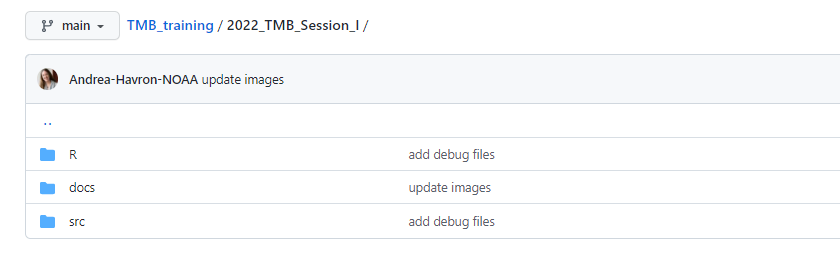 main TMB_training / 2022_TMB_Session_I /
Andrea-Havron-NOAA update images
..
R add debug files
docs update images
src add debug files